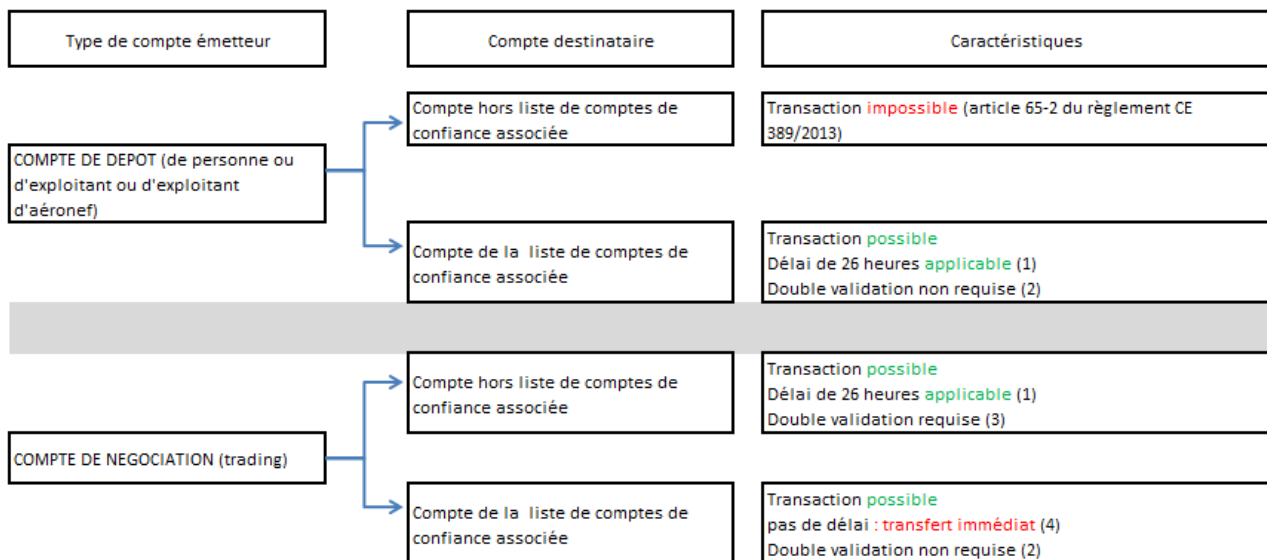 Type de compte émetteur
Compte destinataire
Caractéristiques
COMPTE DE DEPOT (de personne ou
d'exploitant ou d'exploitant
d'aéronef)
Compte hors liste de comptes de
confiance associée
Transaction impossible (article 65-2 du règlement CE
389/2013)
Compte de la liste de comptes de
confiance associée
Transaction possible
Délai de 26 heures applicable (1)
Double validation non requise (2)
COMPTE DE NEGOCIATION (trading)
Compte hors liste de comptes de
confiance associée
Transaction possible
Délai de 26 heures applicable (1)
Double validation requise (3)
Compte de la liste de comptes de
confiance associée
Transaction possible
pas de délai : transfert immédiat (4)
Double validation non requise (2)